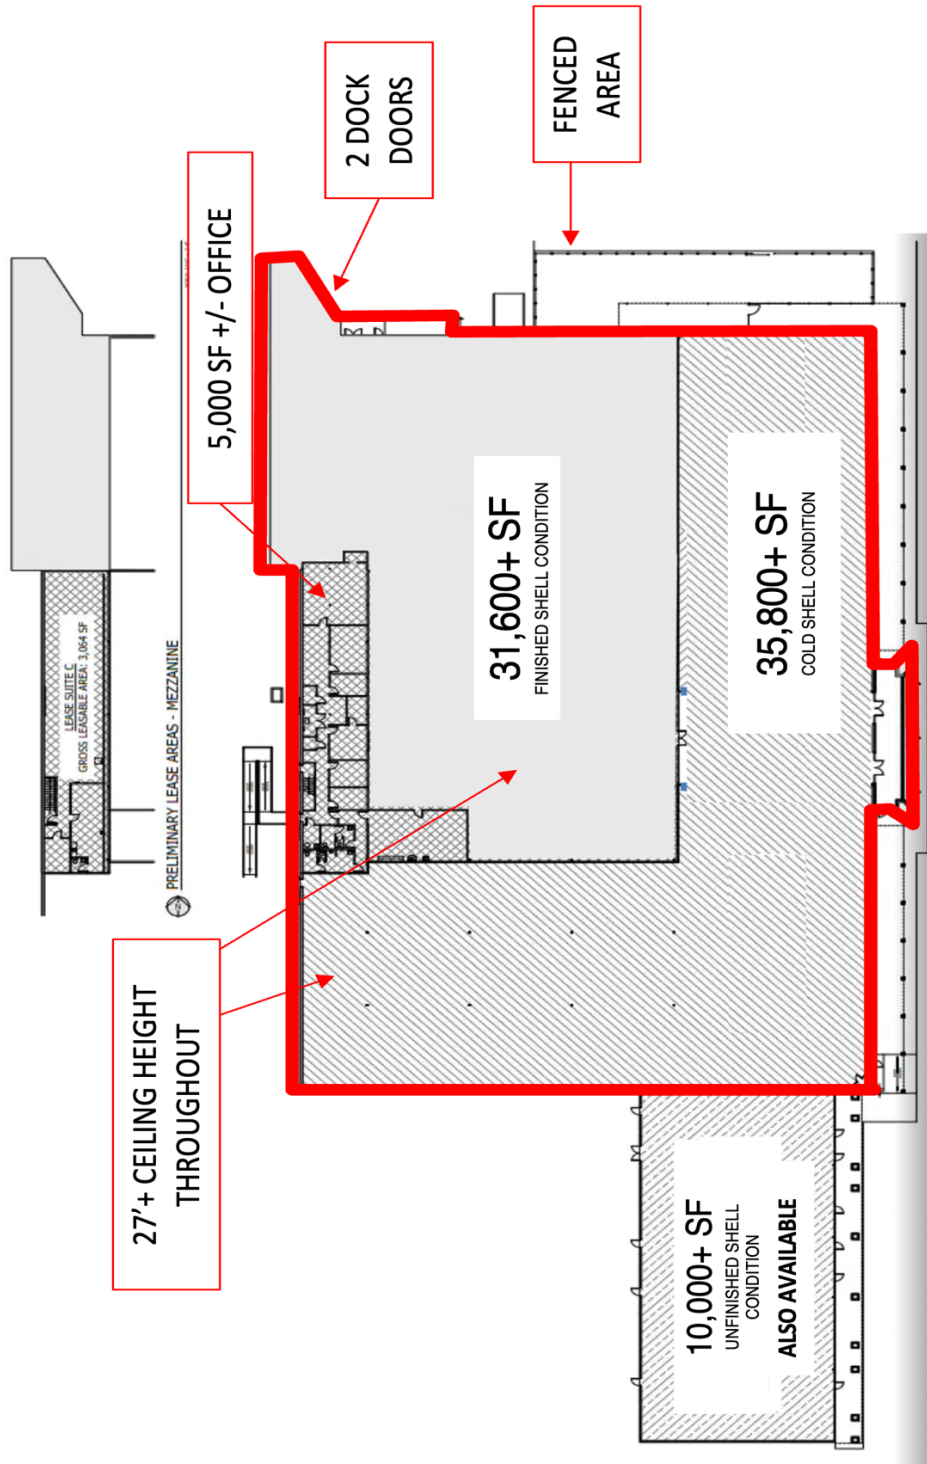 LEASE SUITE C
GROSS LEASABLE AREA: 3,064 SF
PRELIMINARY LEASE AREAS - MEZZANINE
27'+ CEILING HEIGHT
THROUGHOUT
5,000 SF +/- OFFICE
2 DOCK
DOORS
FENCED
AREA
31,600+ SF
FINISHED SHELL CONDITION
35,800+ SF
COLD SHELL CONDITION
10,000+ SF
UNFINISHED SHELL
CONDITION
ALSO AVAILABLE